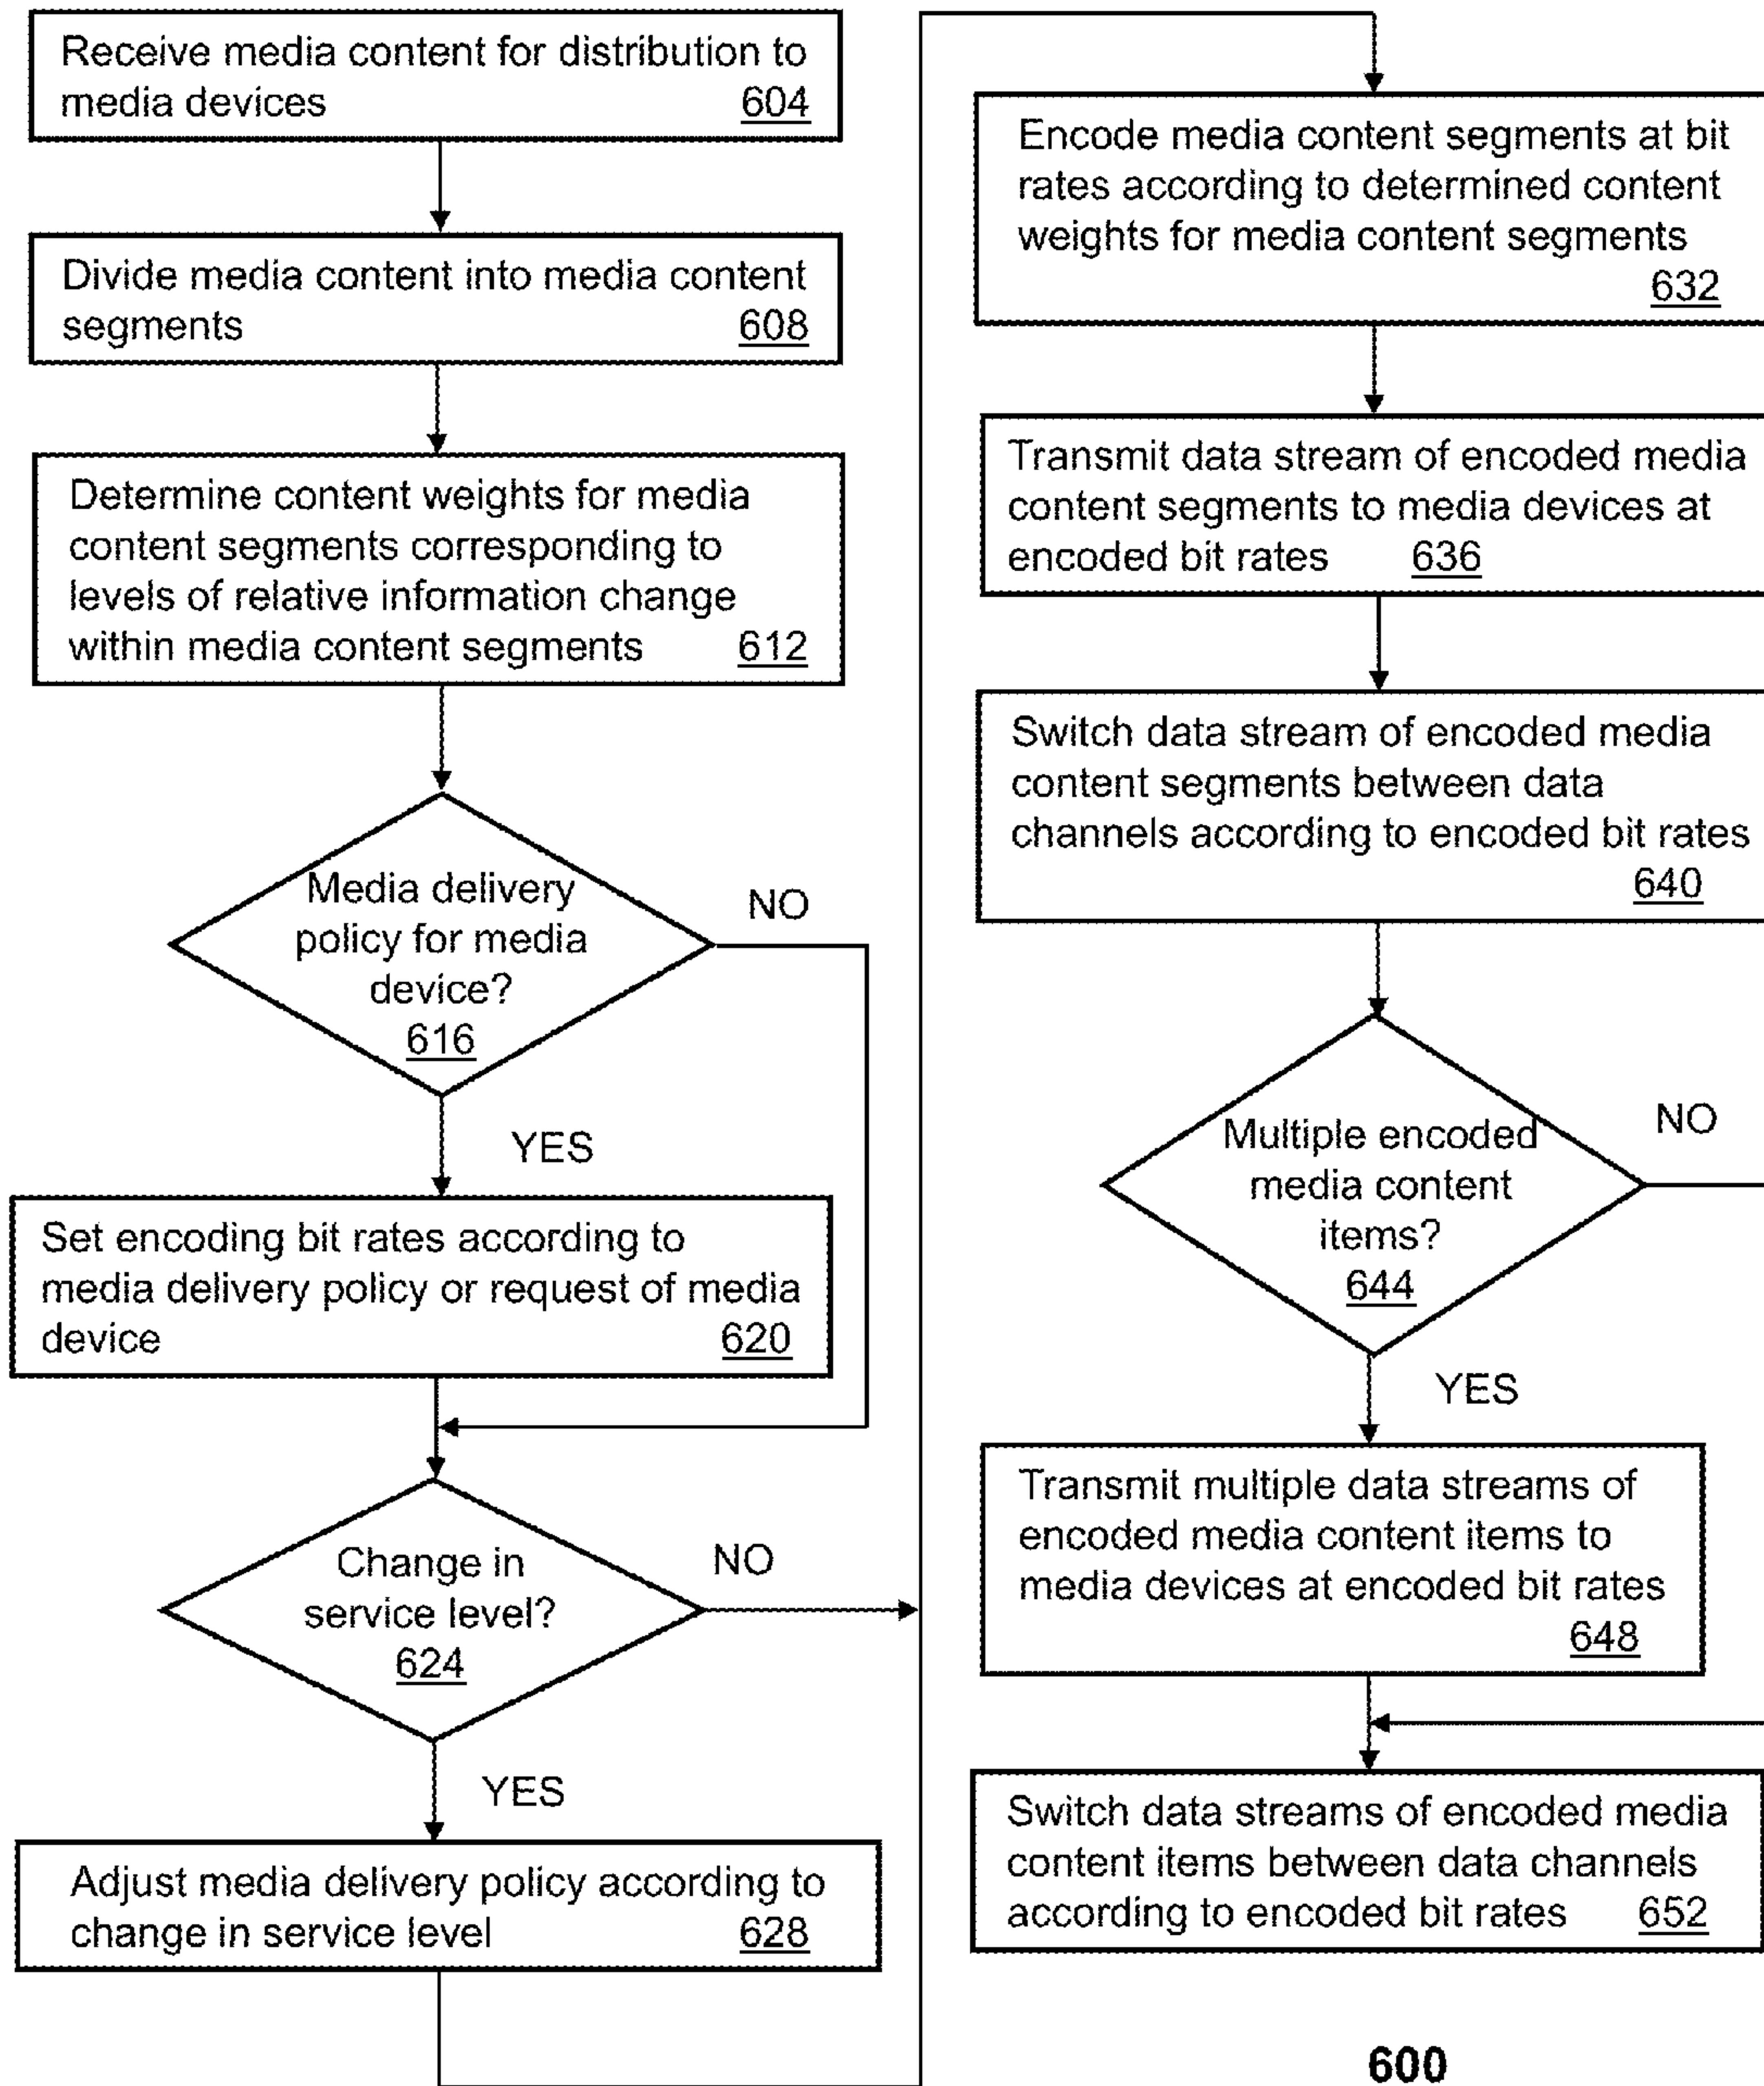 Receive media content for distribution to
media devices 604
Divide media content into media content
segments 608
Determine content weights for media
content segments corresponding to
levels of relative information change
within media content segments 612
Media delivery
policy for media
device?
616
NO
YES
Set encoding bit rates according to
media delivery policy or request of media
device 620
Change in
service level?
624
NO
YES
Adjust media delivery policy according to
change in service level 628
Encode media content segments at bit
rates according to determined content
weights for media content segments
632
Transmit data stream of encoded media
content segments to media devices at
encoded bit rates 636
Switch data stream of encoded media
content segments between data
channels according to encoded bit rates
640
Multiple encoded
media content
items?
644
NO
YES
Transmit multiple data streams of
encoded media content items to
media devices at encoded bit rates
648
Switch data streams of encoded media
content items between data channels
according to encoded bit rates 652
600